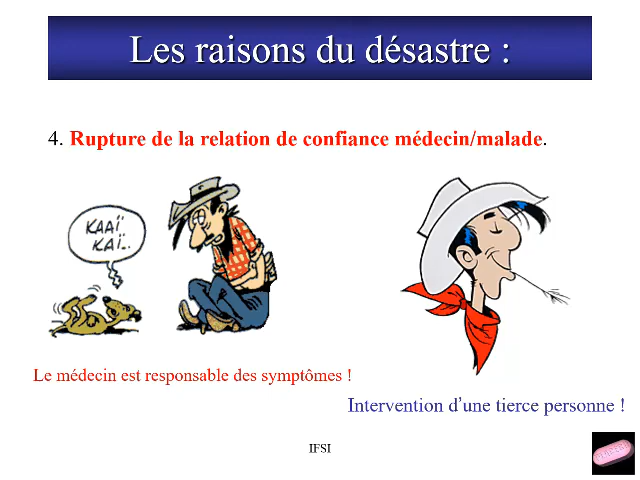 Les raisons du désastre :
4. Rupture de la relation de confiance médecin/malade.
KAAÏ
KAÏ...
Le médecin est responsable des symptômes !
Intervention d’une tierce personne !
IFSI